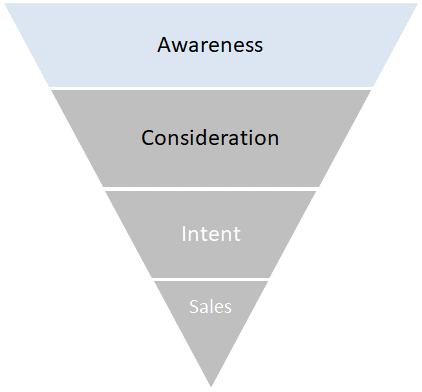 Awareness
Consideration
Intent
Sales